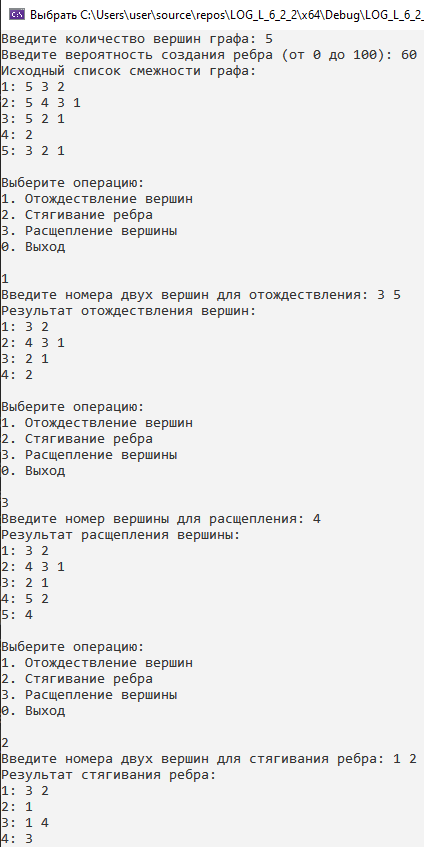 Выбрать C:\Users\user\source\repos\LOG_L_6_2_2\x64\Debug\LOG_L_6_2_
Введите количество вершин графа: 5
Введите вероятность создания ребра (от 0 до 100): 60
Исходный список смежности графа:
1: 5 3 2
2: 5 4 3 1
3: 5 2 1
4: 2
5: 3 2 1
Выберите операцию:
1. Отождествление вершин
2. Стягивание ребра
3. Расщепление вершины
0. Выход
1
Введите номера двух вершин для отождествления: 3 5
Результат отождествления вершин:
1: 3 2
2: 4 3 1
3: 2 1
4: 2
Выберите операцию:
1. Отождествление вершин
2. Стягивание ребра
3. Расщепление вершины
0. Выход
3
Введите номер вершины для расщепления: 4
Результат расщепления вершины:
1: 3 2
2: 4 3 1
3: 2 1
4: 5 2
5: 4
Выберите операцию:
1. Отождествление вершин
2. Стягивание ребра
3. Расщепление вершины
0. Выход
2
Введите номера двух вершин для стягивания ребра: 1 2
Результат стягивания ребра:
1: 3 2
2: 1
3: 1 4
4: 3